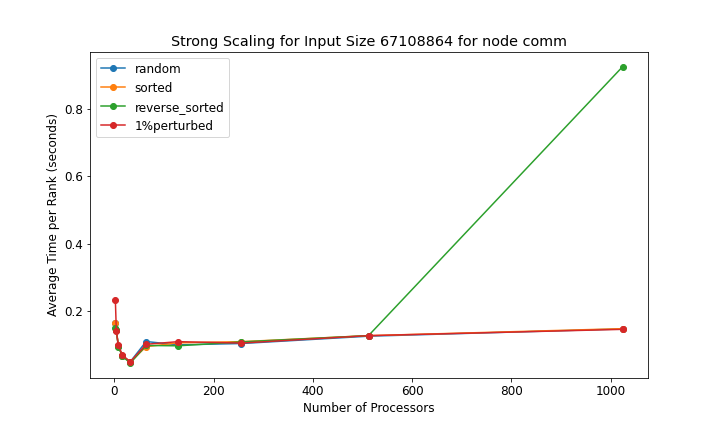 Strong Scaling for Input Size 67108864 for node comm
random
sorted
reverse_sorted
1%perturbed
Average Time per Rank (seconds)
0.8
0.6
0.4
0.2
0
200
400
600
800
1000
Number of Processors